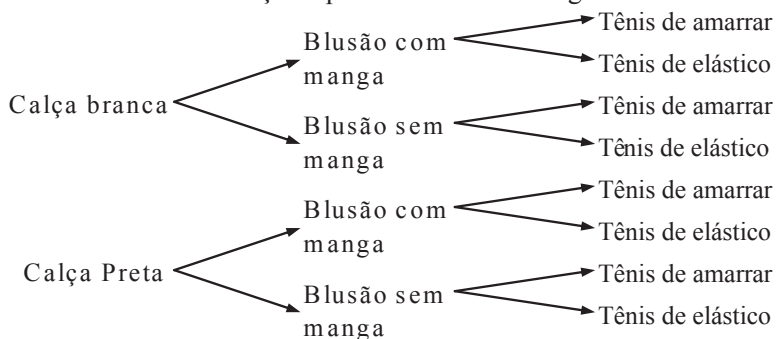 Tênis de amarrar
Blusão com
manga
Tênis de elástico
Calça branca
Tênis de amarrar
Blusão sem
manga
Tênis de elástico
Tênis de amarrar
Blusão com
manga
Tênis de elástico
Calça Preta
Tênis de amarrar
Blusão sem
manga
Tênis de elástico